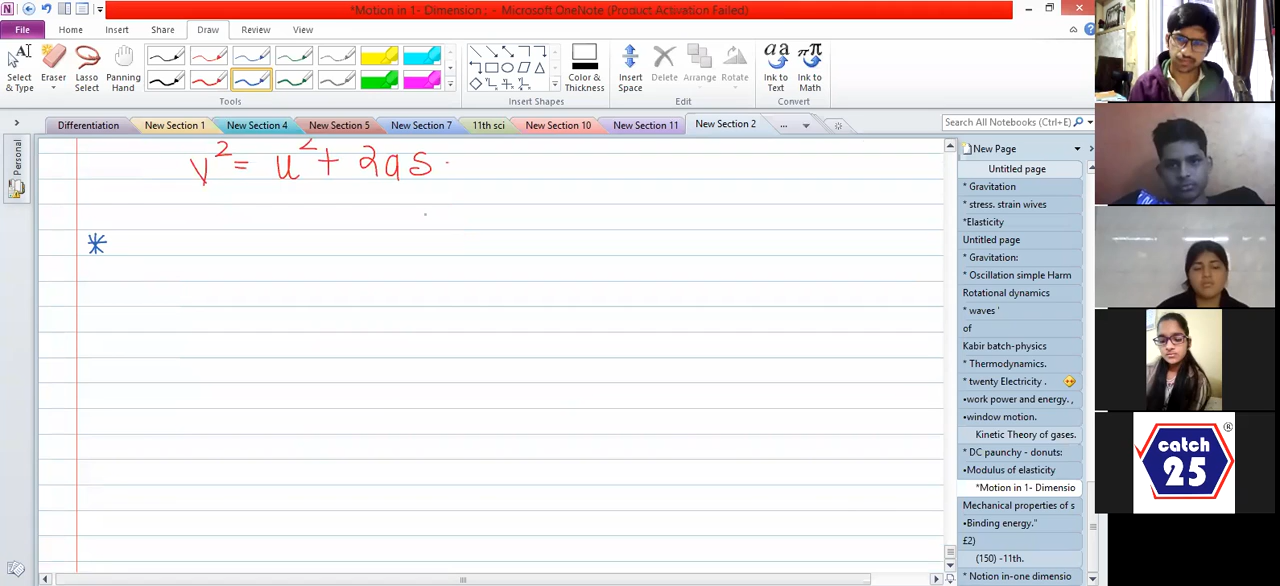 *Motion in 1- Dimension : - Microsoft OneNote (Product Activation Failed)
File Home Insert Share Draw Review View
Select & Type
Eraser
Lasso Select
Panning Hand
Color & Thickness
Insert Space
Delete
Arrange
Rotate
Ink to Text
Ink to Math
Tools
Insert Shapes
Edit
Convert
Differentiation New Section 1 New Section 4 New Section 5 New Section 7 11th sci New Section 10 New Section 11 New Section 2 ...
Search All Notebooks (Ctrl+E)
Personal
v² = u² + 2as.
*
New Page
Untitled page
* Gravitation
* stress. strain wives
*Elasticity
Untitled page
* Gravitation:
* Oscillation simple Harm
Rotational dynamics
* waves '
of
Kabir batch-physics
* Thermodynamics.
* twenty Electricity .
•work power and energy. ,
•window motion.
Kinetic Theory of gases.
* DC paunchy - donuts:
•Modulus of elasticity
*Motion in 1- Dimensio
Mechanical properties of s
•Binding energy."
£2)
(150) -11th.
* Notion in-one dimensio
catch
25
®